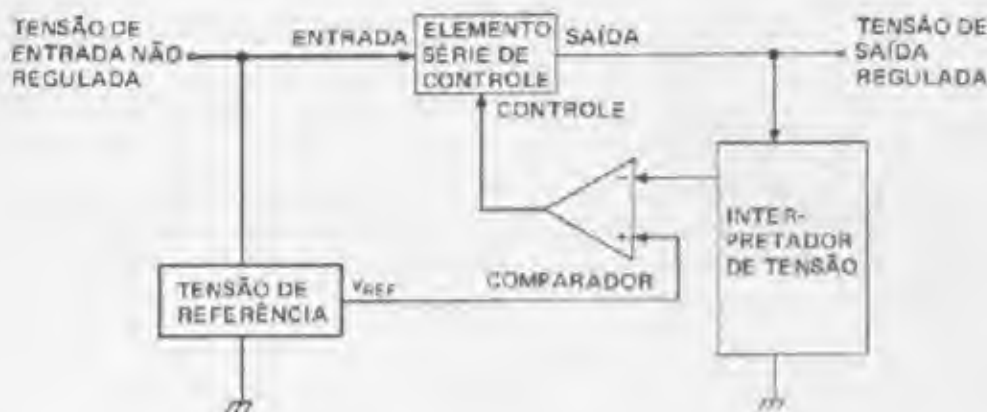 TENSÃO DE
ENTRADA NÃO
REGULADA
ENTRADA
ELEMENTO
SÉRIE DE
CONTROLE
SAÍDA
TENSÃO DE
SAÍDA
REGULADA
CONTROLE
−
+
COMPARADOR
INTER-
PRETADOR
DE TENSÃO
TENSÃO DE
REFERÊNCIA
VREF